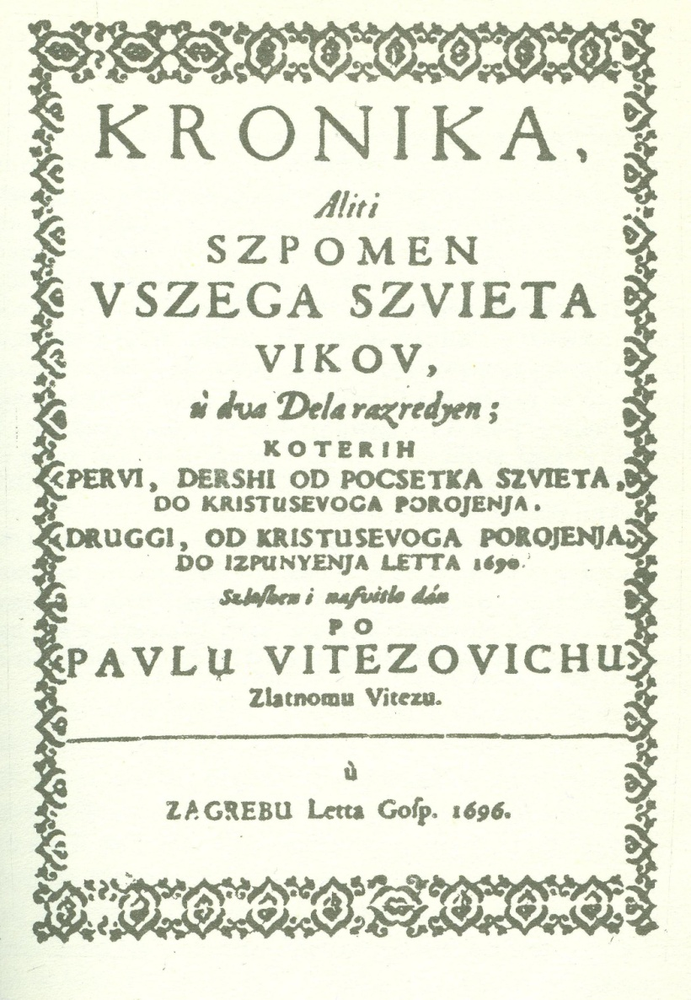 KRONIKA,
Aliti
SZPOMEN
VSZEGA SZVIETA
VIKOV,
ù dva Dela razredyen;
KOTERIH
PERVI, DERSHI OD POCSETKA SZVIETA,
DO KRISTUSEVOGA POROJENJA.
DRUGGI, OD KRISTUSEVOGA POROJENJA,
DO IZPUNYENJA LETTA 1690.
Szloſhen i naſvitlo dán
PO
PAVLU VITEZOVICHU
Zlatnomu Vitezu.
ù
ZAGREBU Letta Goſp. 1696.